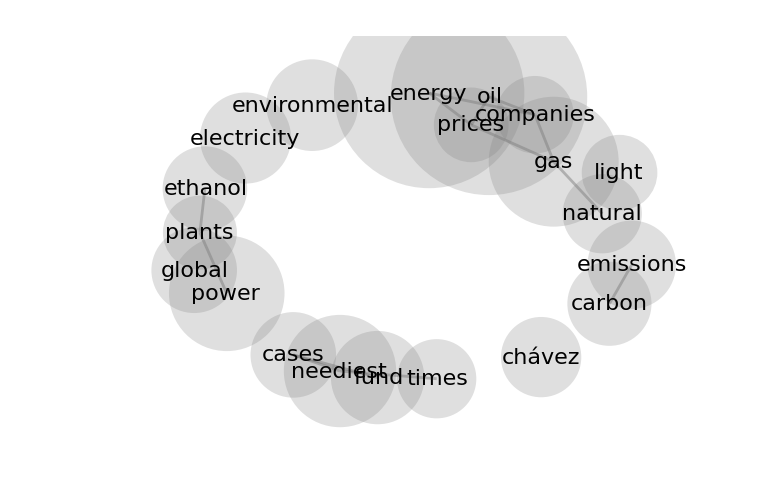 energy
oil
environmental
companies
prices
electricity
gas
light
ethanol
natural
plants
emissions
global
power
carbon
cases
chávez
neediest
fund
times